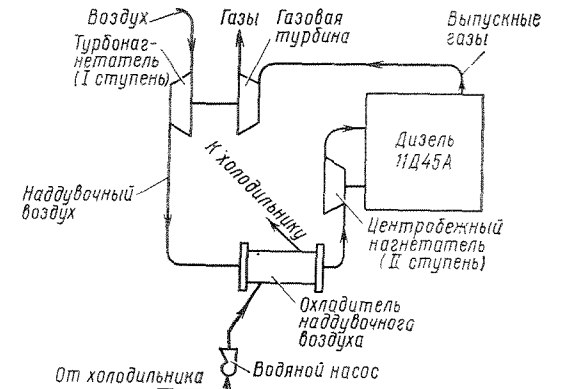 Воздух
Турбонаг-
нетатель
(I ступень)
Газы
Газовая
турбина
Выпускные
газы
Дизель
11Д45А
К холодильнику
Наддувочный
воздух
Центробежный
нагнетатель
(II ступень)
Охладитель
наддувочного
воздуха
Водяной насос
От холодильника